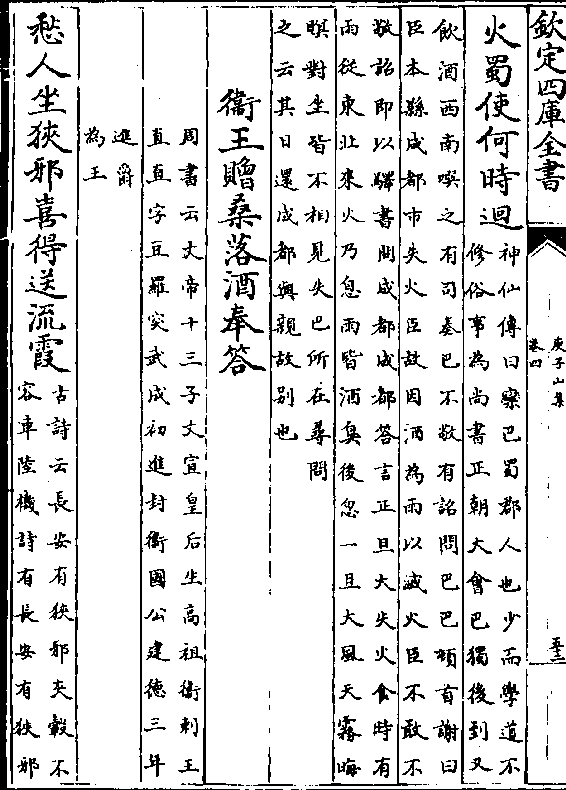 欽定四庫全書
庾子山集
卷四
五十二
火蜀使何時迴
神仙傳曰欒巴蜀郡人也少而學道不
修俗事為尚書正朝大會巴獨後到又
飲酒西南噀之有司奏巴不敬有詔問巴巴頓首謝曰
臣本縣成都市失火臣故因酒為雨以滅火臣不敢不
敬詔即以驛書問成都成都答言正旦大失火食時有
雨從東北來火乃息雨皆酒臭後忽一旦大風天霧晦
暝對坐皆不相見失巴所在尋問
之云其日還成都與親故别也
衞王贈桑落酒奉答
周書云文帝十三子文宣皇后生高祖衞剌王
直直字豆羅突武成初進封衞國公建德三年
進爵
為王
愁人坐狹邪喜得送流霞
古詩云長安有狹邪夾轂不
容車陸機詩有長安有狹邪